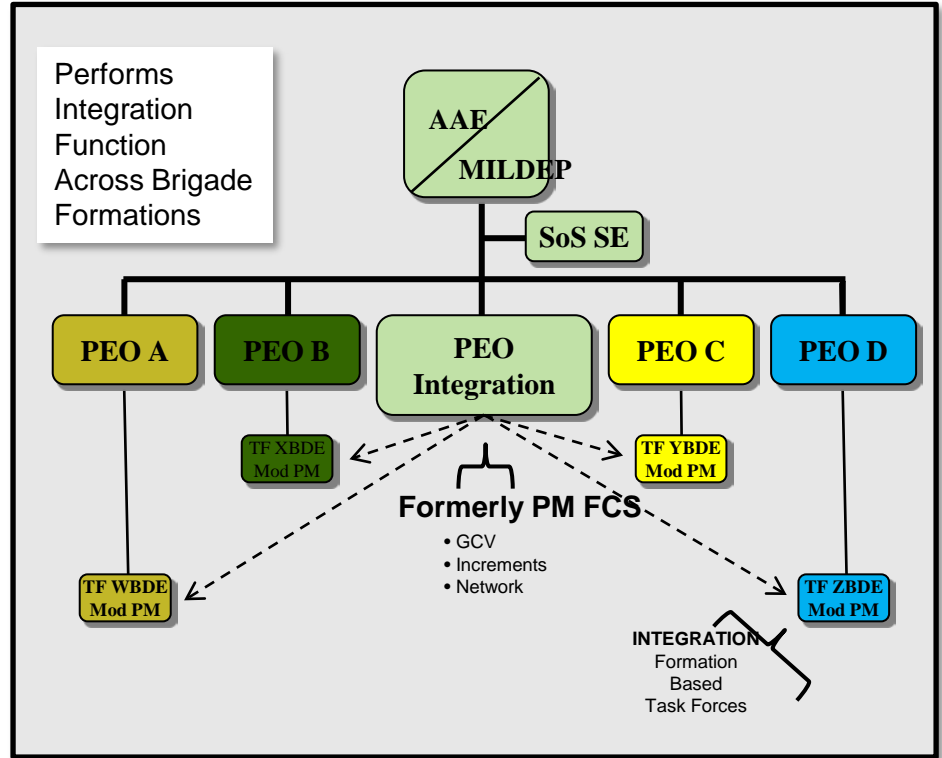 Performs
Integration
Function
Across Brigade
Formations
AAE
MILDEP
SoS SE
PEO A
PEO B
PEO
Integration
PEO C
PEO D
TF XBDE
Mod PM
TF YBDE
Mod PM
Formerly PM FCS
• GCV
• Increments
• Network
TF WBDE
Mod PM
TF ZBDE
Mod PM
INTEGRATION
Formation
Based
Task Forces